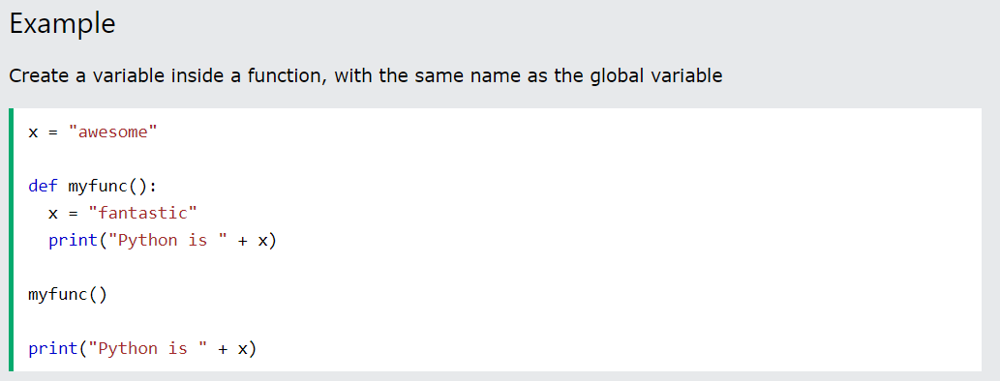 Example
Create a variable inside a function, with the same name as the global variable
x = "awesome"
def myfunc():
  x = "fantastic"
  print("Python is " + x)
myfunc()
print("Python is " + x)